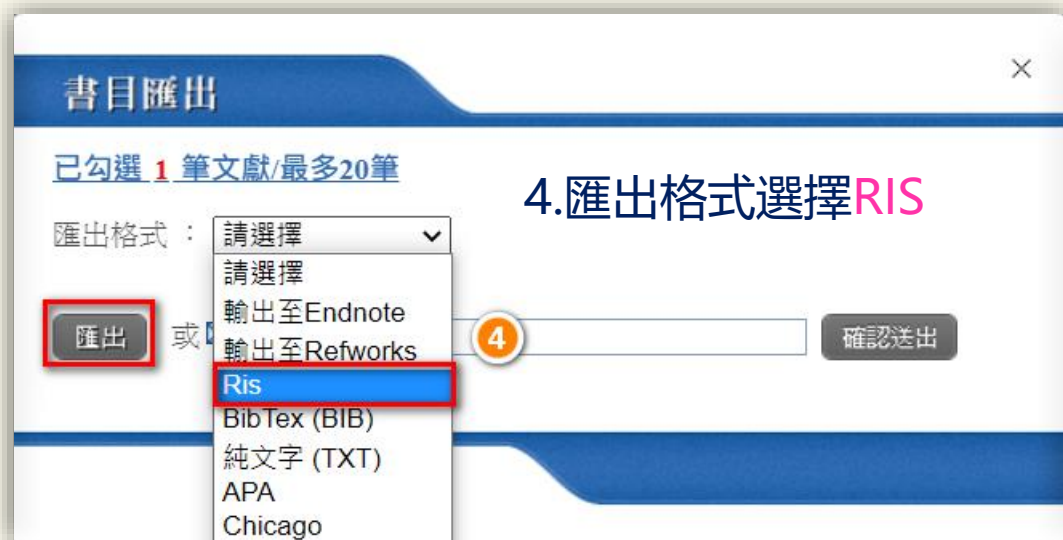 書目匯出
×
已勾選 1 筆文獻/最多20筆
4.匯出格式選擇RIS
匯出格式 : 請選擇
請選擇
輸出至Endnote
匯出 或 4 確認送出
輸出至Refworks
Ris
BibTex (BIB)
純文字 (TXT)
APA
Chicago